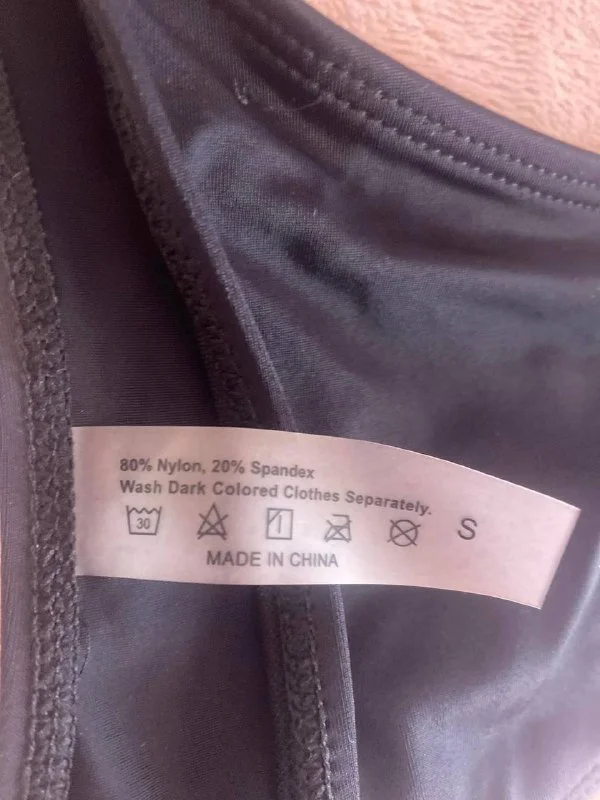 80% Nylon, 20% Spandex
Wash Dark Colored Clothes Separately.
30 S
MADE IN CHINA